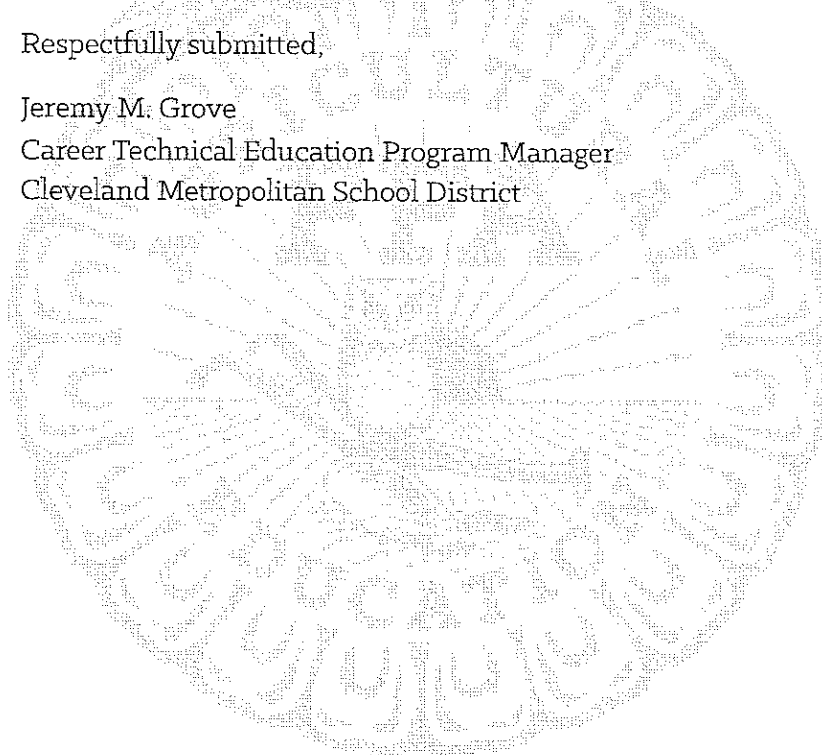 Respectfully submitted,
Jeremy M. Grove
Career Technical Education Program Manager
Cleveland Metropolitan School District